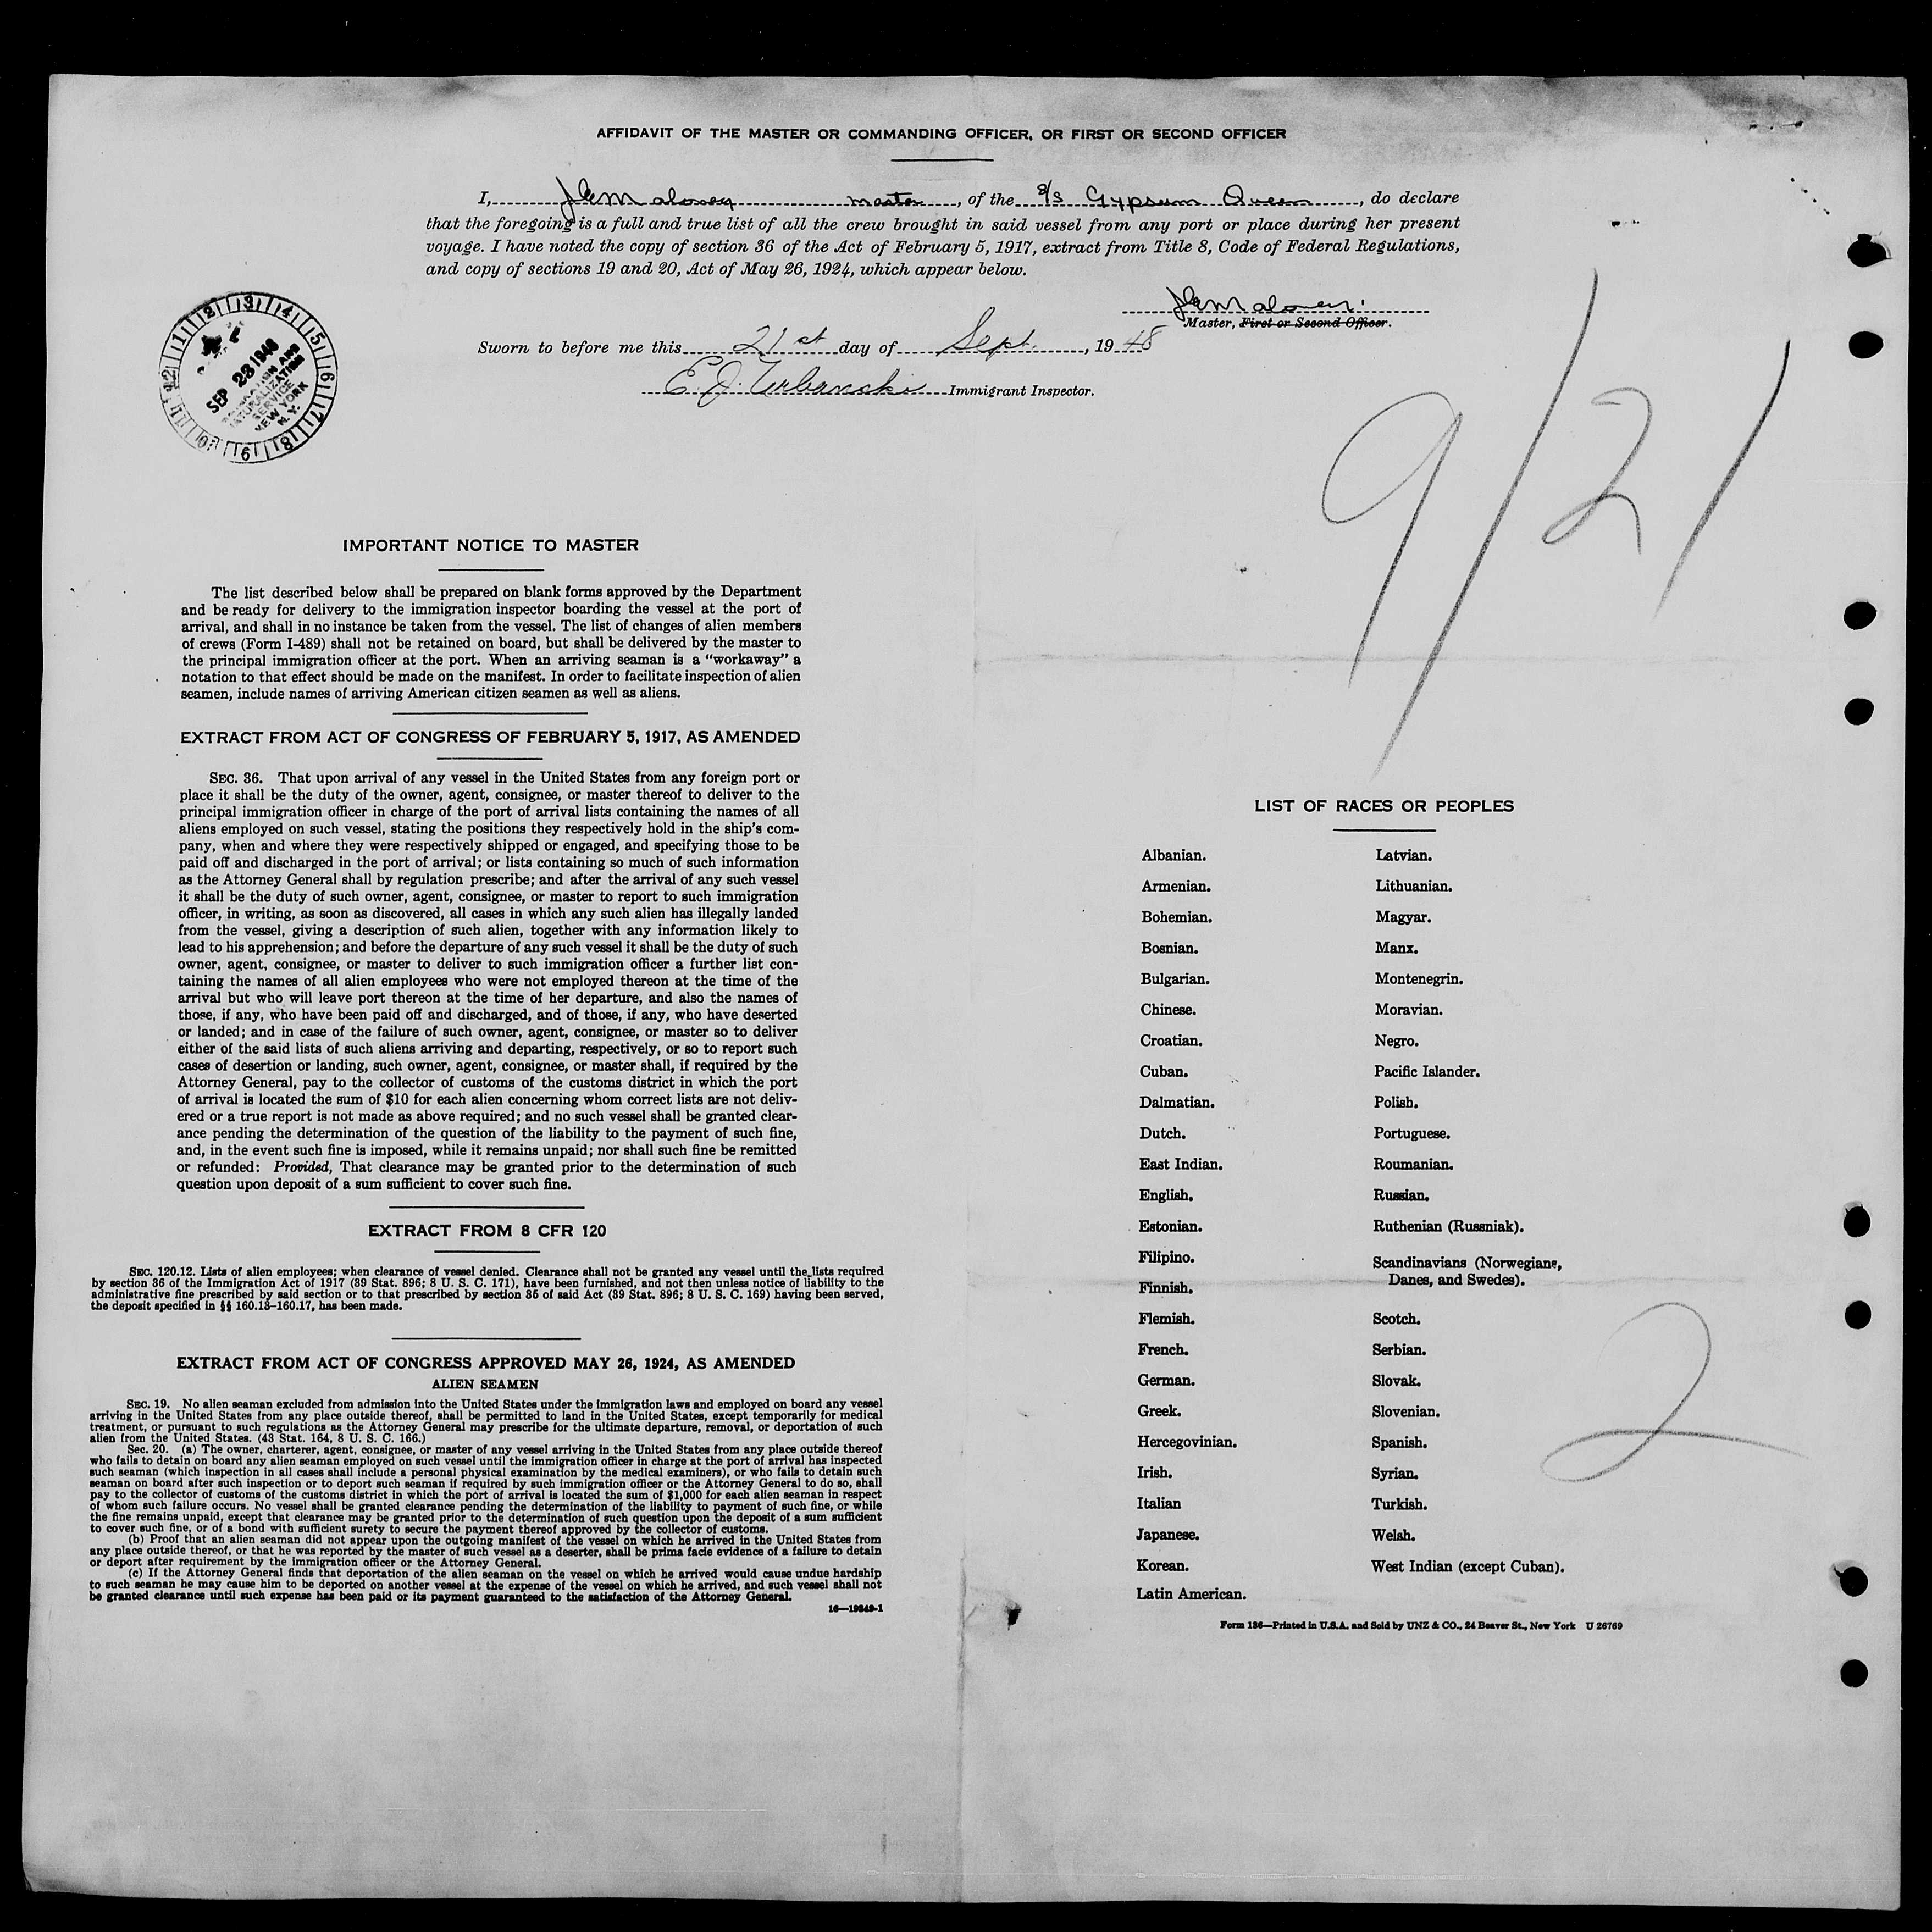 AFFIDAVIT OF THE MASTER OR COMMANDING OFFICER, OR FIRST OR SECOND OFFICER
I, J E Maloney master, of the S/S Gypsum Queen, do declare
that the foregoing is a full and true list of all the crew brought in said vessel from any port or place during her present
voyage. I have noted the copy of section 36 of the Act of February 5, 1917, extract from Title 8, Code of Federal Regulations,
and copy of sections 19 and 20, Act of May 26, 1924, which appear below.
Master, First or Second Officer.
Sworn to before me this 21st day of Sept., 1948
E. J. Urbanski Immigrant Inspector.
SEP 23 1948
IMMIGRATION AND
NATURALIZATION
SERVICE
NEW YORK
N. Y.
9/21
IMPORTANT NOTICE TO MASTER
The list described below shall be prepared on blank forms approved by the Department
and be ready for delivery to the immigration inspector boarding the vessel at the port of
arrival, and shall in no instance be taken from the vessel. The list of changes of alien members
of crews (Form I-489) shall not be retained on board, but shall be delivered by the master to
the principal immigration officer at the port. When an arriving seaman is a “workaway” a
notation to that effect should be made on the manifest. In order to facilitate inspection of alien
seamen, include names of arriving American citizen seamen as well as aliens.
EXTRACT FROM ACT OF CONGRESS OF FEBRUARY 5, 1917, AS AMENDED
SEC. 36. That upon arrival of any vessel in the United States from any foreign port or
place it shall be the duty of the owner, agent, consignee, or master thereof to deliver to the
principal immigration officer in charge of the port of arrival lists containing the names of all
aliens employed on such vessel, stating the positions they respectively hold in the ship's com-
pany, when and where they were respectively shipped or engaged, and specifying those to be
paid off and discharged in the port of arrival; or lists containing so much of such information
as the Attorney General shall by regulation prescribe; and after the arrival of any such vessel
it shall be the duty of such owner, agent, consignee, or master to report to such immigration
officer, in writing, as soon as discovered, all cases in which any such alien has illegally landed
from the vessel, giving a description of such alien, together with any information likely to
lead to his apprehension; and before the departure of any such vessel it shall be the duty of such
owner, agent, consignee, or master to deliver to such immigration officer a further list con-
taining the names of all alien employees who were not employed thereon at the time of the
arrival but who will leave port thereon at the time of her departure, and also the names of
those, if any, who have been paid off and discharged, and of those, if any, who have deserted
or landed; and in case of the failure of such owner, agent, consignee, or master so to deliver
either of the said lists of such aliens arriving and departing, respectively, or so to report such
cases of desertion or landing, such owner, agent, consignee, or master shall, if required by the
Attorney General, pay to the collector of customs of the customs district in which the port
of arrival is located the sum of $10 for each alien concerning whom correct lists are not deliv-
ered or a true report is not made as above required; and no such vessel shall be granted clear-
ance pending the determination of the question of the liability to the payment of such fine,
and, in the event such fine is imposed, while it remains unpaid; nor shall such fine be remitted
or refunded: Provided, That clearance may be granted prior to the determination of such
question upon deposit of a sum sufficient to cover such fine.
EXTRACT FROM 8 CFR 120
SEC. 120.12. Lists of alien employees; when clearance of vessel denied. Clearance shall not be granted any vessel until the lists required
by section 36 of the Immigration Act of 1917 (39 Stat. 896; 8 U. S. C. 171), have been furnished, and not then unless notice of liability to the
administrative fine prescribed by said section or to that prescribed by section 35 of said Act (39 Stat. 896; 8 U. S. C. 169) having been served,
the deposit specified in §§ 160.13–160.17, has been made.
EXTRACT FROM ACT OF CONGRESS APPROVED MAY 26, 1924, AS AMENDED
ALIEN SEAMEN
SEC. 19. No alien seaman excluded from admission into the United States under the immigration laws and employed on board any vessel
arriving in the United States from any place outside thereof, shall be permitted to land in the United States, except temporarily for medical
treatment, or pursuant to such regulations as the Attorney General may prescribe for the ultimate departure, removal, or deportation of such
alien from the United States. (43 Stat. 164, 8 U. S. C. 166.)
Sec. 20. (a) The owner, charterer, agent, consignee, or master of any vessel arriving in the United States from any place outside thereof
who fails to detain on board any alien seaman employed on such vessel until the immigration officer in charge at the port of arrival has inspected
such seaman (which inspection in all cases shall include a personal physical examination by the medical examiners), or who fails to detain such
seaman on board after such inspection or to deport such seaman if required by such immigration officer or the Attorney General to do so, shall
pay to the collector of customs of the customs district in which the port of arrival is located the sum of $1,000 for each alien seaman in respect
of whom such failure occurs. No vessel shall be granted clearance pending the determination of the liability to payment of such fine, or while
the fine remains unpaid, except that clearance may be granted prior to the determination of such question upon the deposit of a sum sufficient
to cover such fine, or of a bond with sufficient surety to secure the payment thereof approved by the collector of customs.
(b) Proof that an alien seaman did not appear upon the outgoing manifest of the vessel on which he arrived in the United States from
any place outside thereof, or that he was reported by the master of such vessel as a deserter, shall be prima facie evidence of a failure to detain
or deport after requirement by the immigration officer or the Attorney General.
(c) If the Attorney General finds that deportation of the alien seaman on the vessel on which he arrived would cause undue hardship
to such seaman he may cause him to be deported on another vessel at the expense of the vessel on which he arrived, and such vessel shall not
be granted clearance until such expense has been paid or its payment guaranteed to the satisfaction of the Attorney General.
16—19849-1
LIST OF RACES OR PEOPLES
Albanian.
Armenian.
Bohemian.
Bosnian.
Bulgarian.
Chinese.
Croatian.
Cuban.
Dalmatian.
Dutch.
East Indian.
English.
Estonian.
Filipino.
Finnish.
Flemish.
French.
German.
Greek.
Hercegovinian.
Irish.
Italian
Japanese.
Korean.
Latin American.
Latvian.
Lithuanian.
Magyar.
Manx.
Montenegrin.
Moravian.
Negro.
Pacific Islander.
Polish.
Portuguese.
Roumanian.
Russian.
Ruthenian (Russniak).
Scandinavians (Norwegians,
Danes, and Swedes).
Scotch.
Serbian.
Slovak.
Slovenian.
Spanish.
Syrian.
Turkish.
Welsh.
West Indian (except Cuban).
2
Form 136—Printed in U.S.A. and Sold by UNZ & CO., 24 Beaver St., New York U 26769